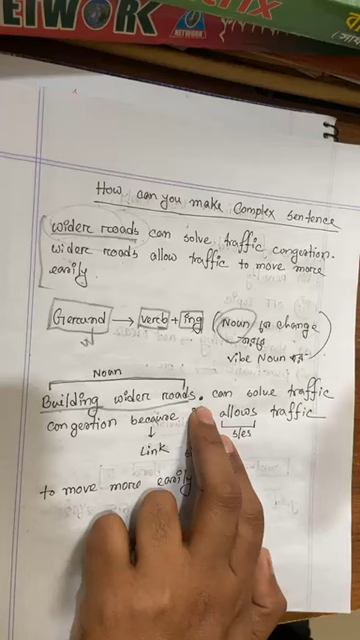 NETWORK
NETWORK
How can you make Complex sentence
Wider roads can solve traffic congestion.
Wider roads allow traffic to move more
easily.
Gerund → verb + ing (Noun
vibe Noun
Noun
Building wider roads. can solve traffic
congestion because allows traffic
Link s/es
to move more easily